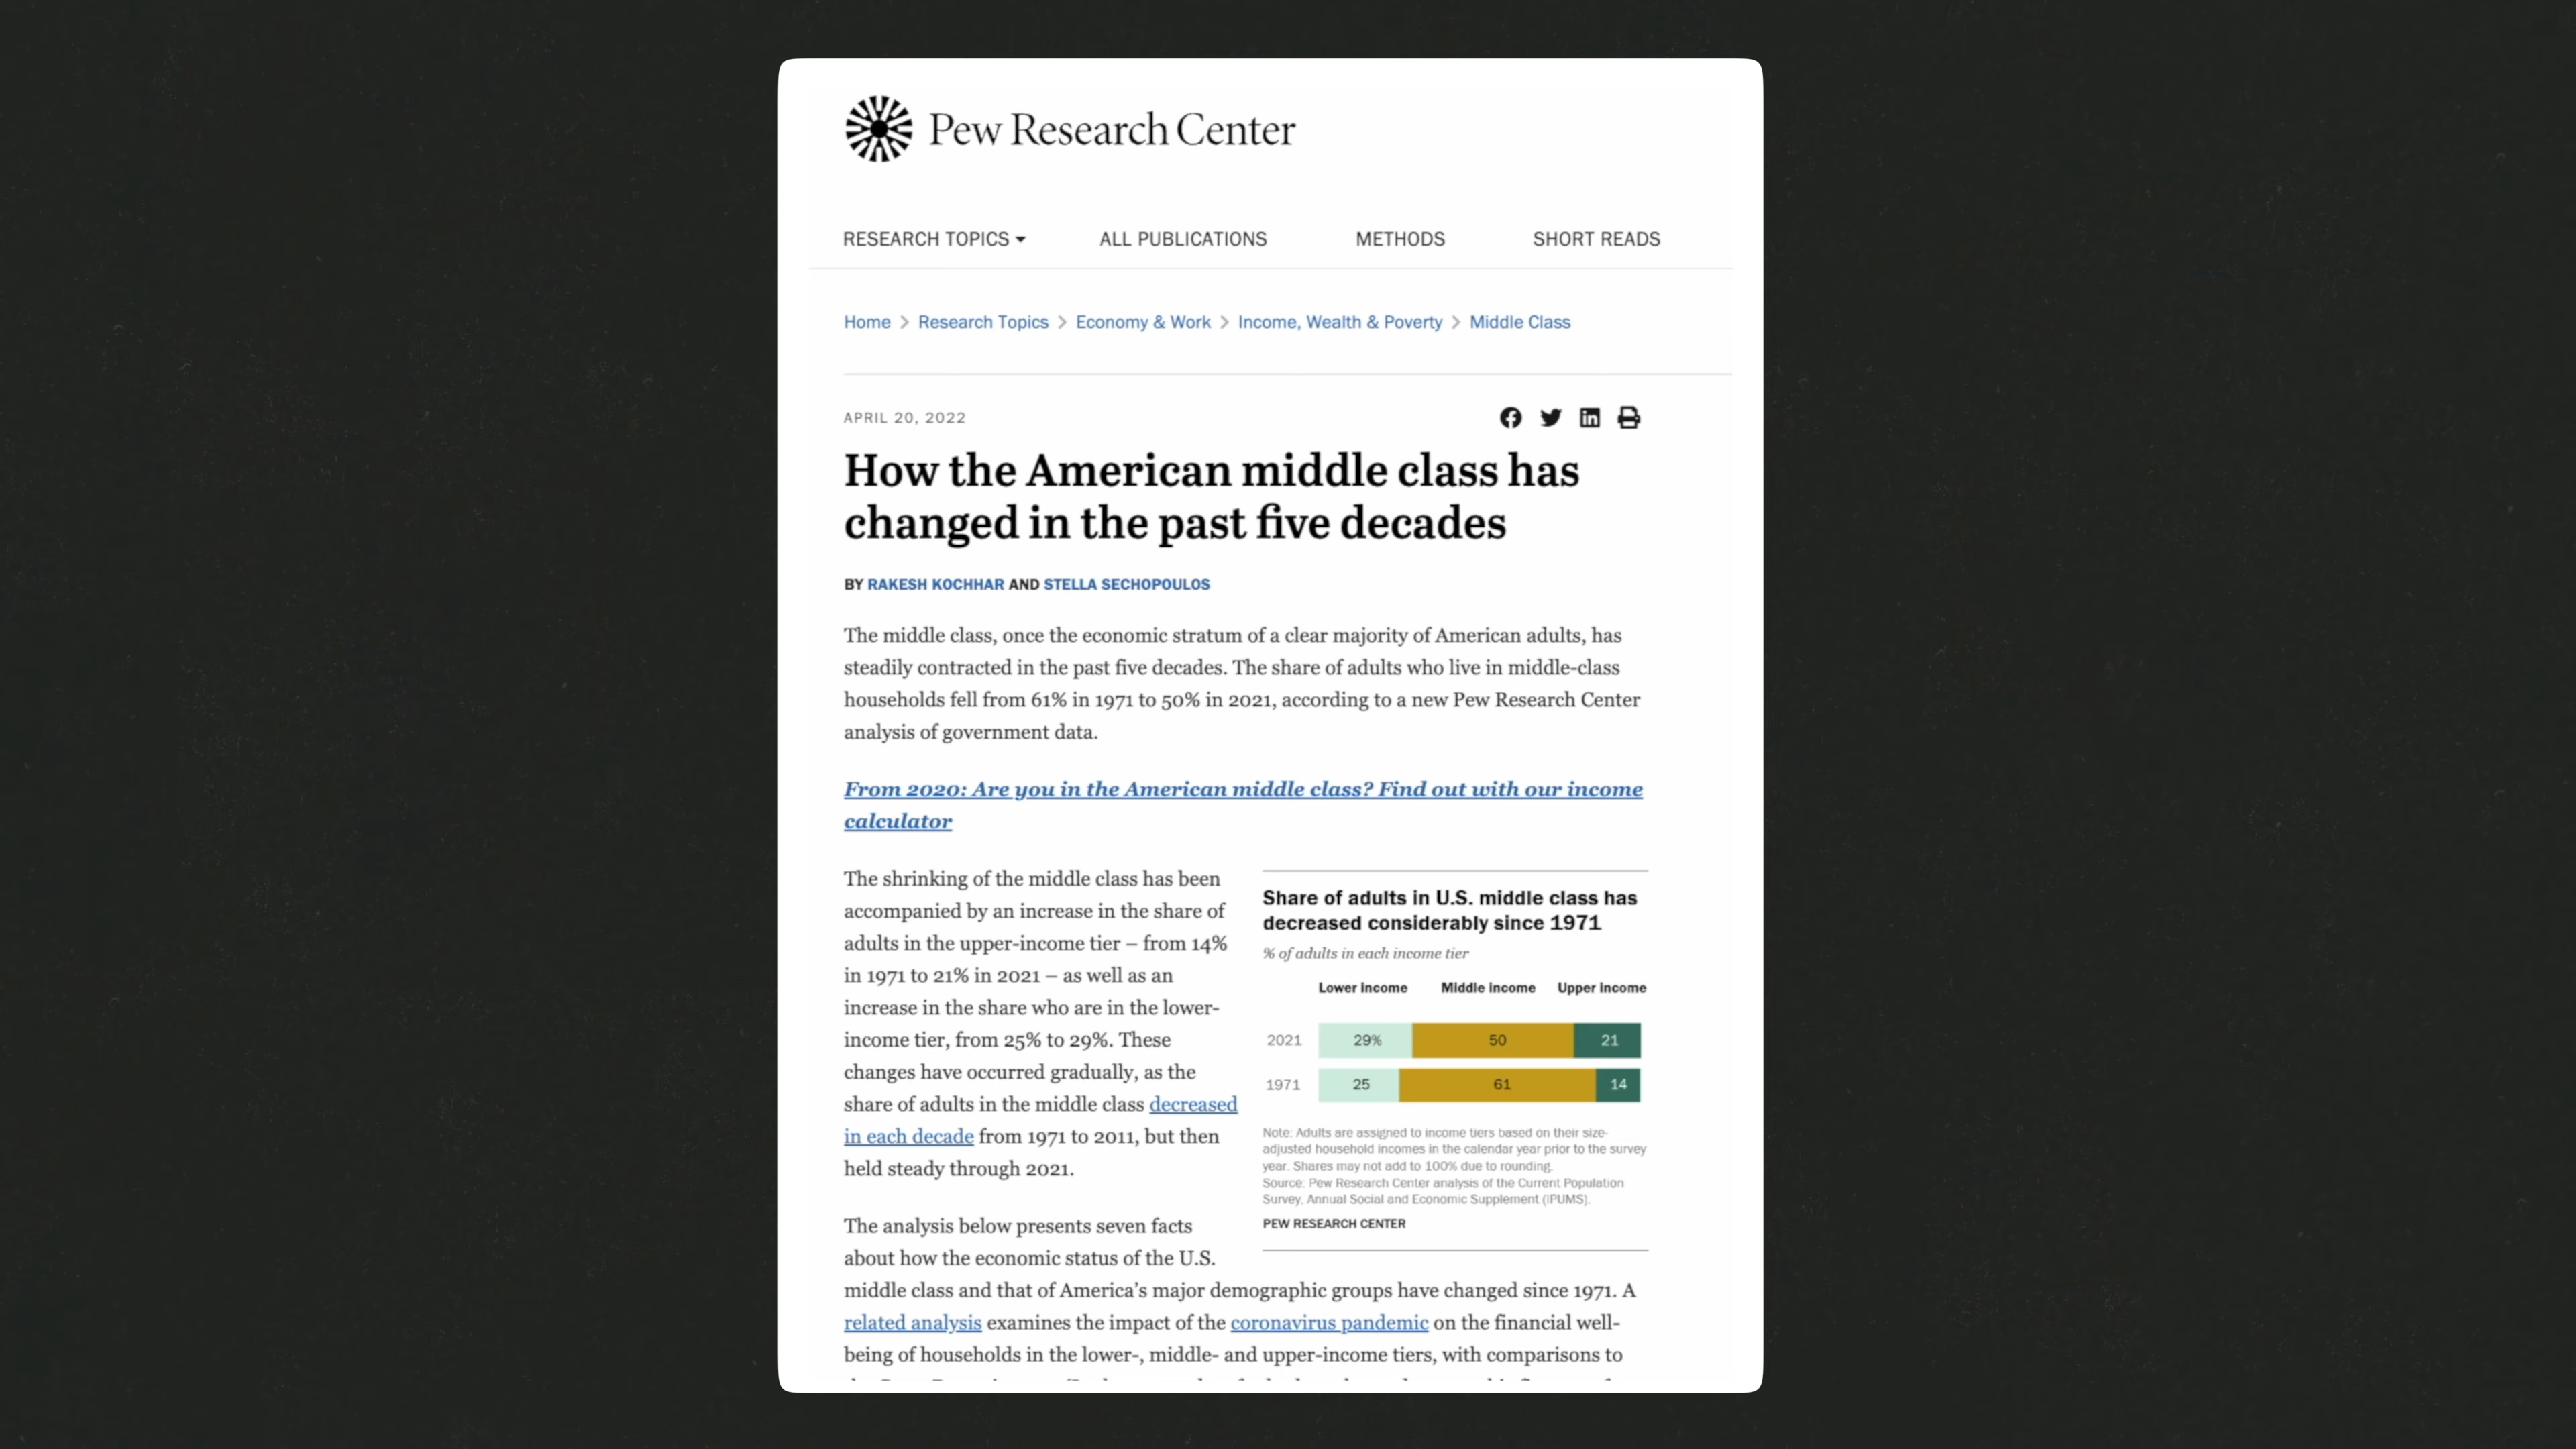 Pew Research Center
RESEARCH TOPICS
ALL PUBLICATIONS
METHODS
SHORT READS
Home > Research Topics > Economy & Work > Income, Wealth & Poverty > Middle Class
APRIL 20, 2022
How the American middle class has
changed in the past five decades
BY RAKESH KOCHHAR AND STELLA SECHOPOULOS
The middle class, once the economic stratum of a clear majority of American adults, has
steadily contracted in the past five decades. The share of adults who live in middle-class
households fell from 61% in 1971 to 50% in 2021, according to a new Pew Research Center
analysis of government data.
From 2020: Are you in the American middle class? Find out with our income
calculator
The shrinking of the middle class has been
accompanied by an increase in the share of
adults in the upper-income tier – from 14%
in 1971 to 21% in 2021 – as well as an
increase in the share who are in the lower-
income tier, from 25% to 29%. These
changes have occurred gradually, as the
share of adults in the middle class decreased
in each decade from 1971 to 2011, but then
held steady through 2021.
Share of adults in U.S. middle class has
decreased considerably since 1971
% of adults in each income tier
Lower income Middle income Upper income
2021 29% 50 21
1971 25 61 14
Note: Adults are assigned to income tiers based on their size-
adjusted household incomes in the calendar year prior to the survey
year. Shares may not add to 100% due to rounding.
Source: Pew Research Center analysis of the Current Population
Survey, Annual Social and Economic Supplement (IPUMS).
PEW RESEARCH CENTER
The analysis below presents seven facts
about how the economic status of the U.S.
middle class and that of America's major demographic groups have changed since 1971. A
related analysis examines the impact of the coronavirus pandemic on the financial well-
being of households in the lower-, middle- and upper-income tiers, with comparisons to